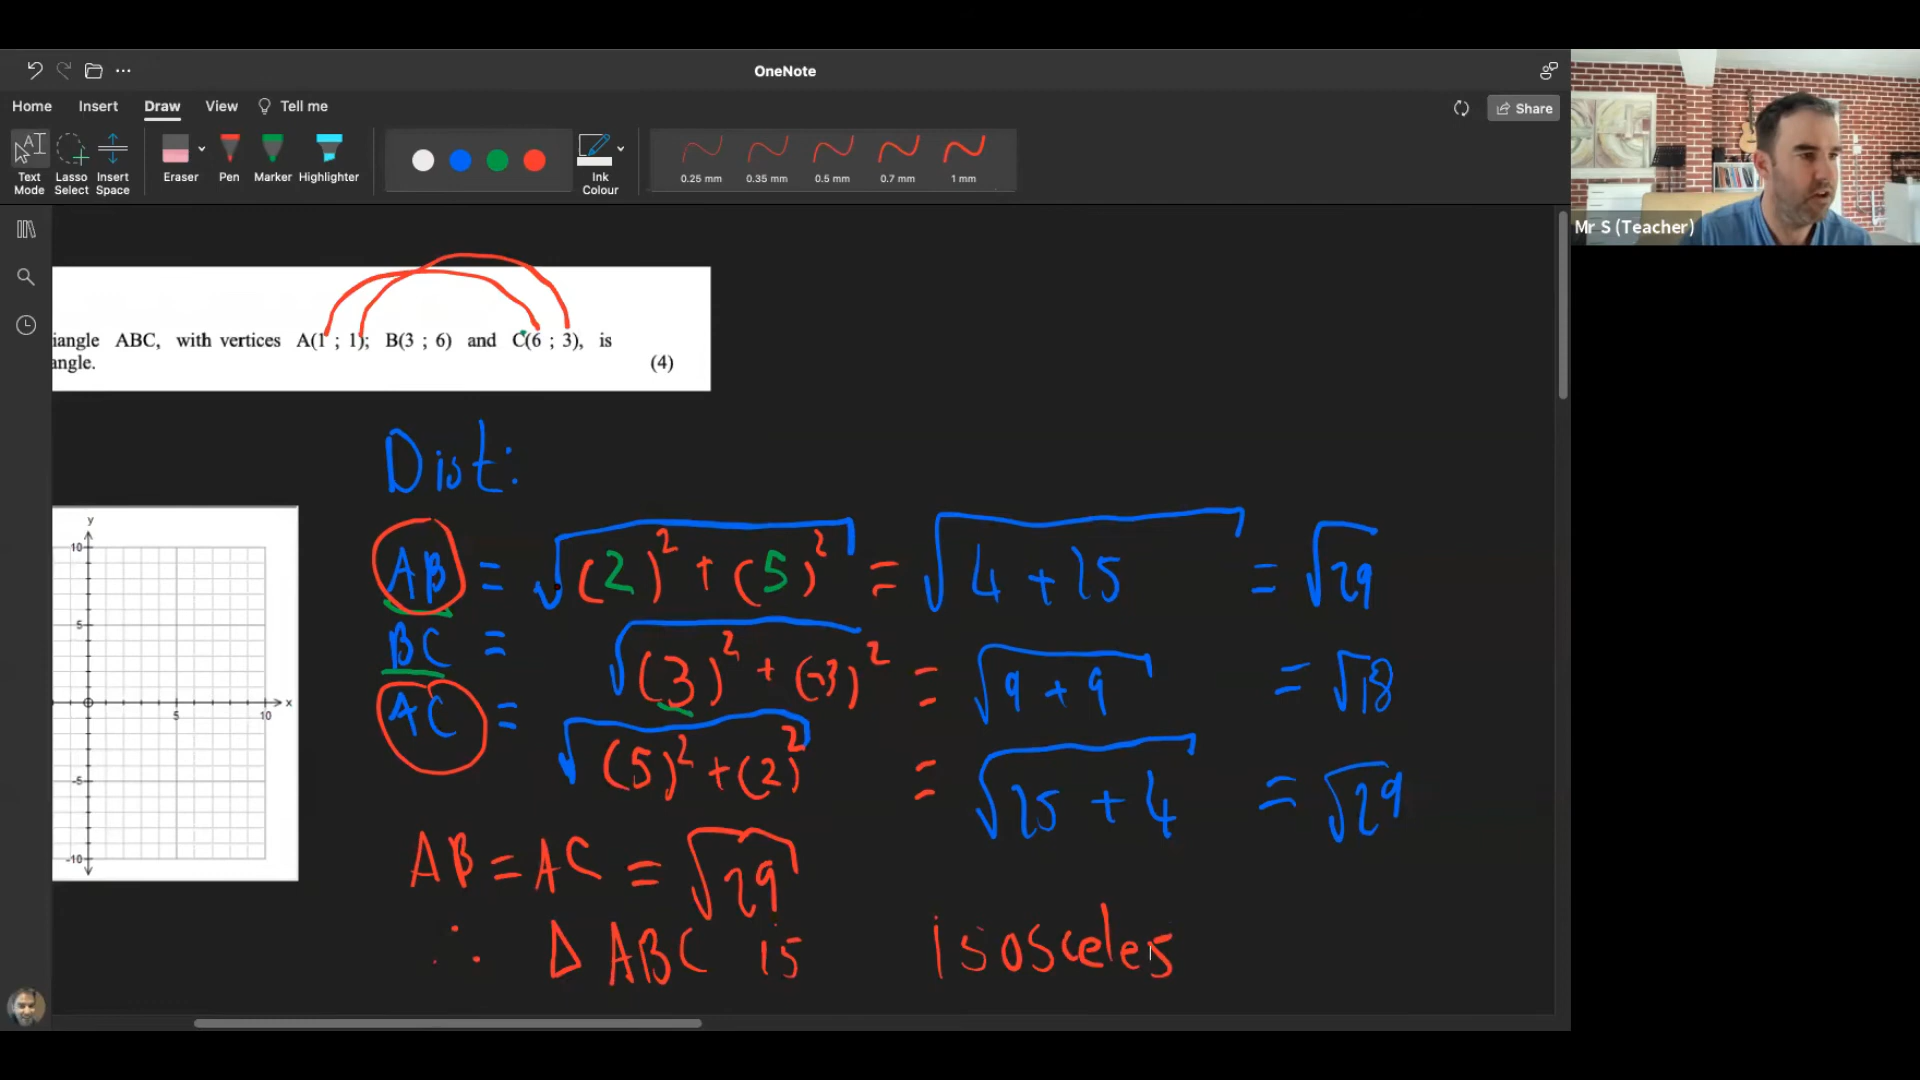 OneNote
Home Insert Draw View Tell me
Share
Text Mode Lasso Select Insert Space Eraser Pen Marker Highlighter Ink Colour 0.25 mm 0.35 mm 0.5 mm 0.7 mm 1 mm
Mr S (Teacher)
iangle ABC, with vertices A(1 ; 1); B(3 ; 6) and C(6 ; 3), is
angle. (4)
Dist:
AB = √(2)² + (5)² = √4 + 25 = √29
BC = √(3)² + (-3)² = √9 + 9 = √18
AC = √(5)² + (2)² = √25 + 4 = √29
AB = AC = √29
∴ Δ ABC is isosceles
y
10
5
5 10 x
-5
-10